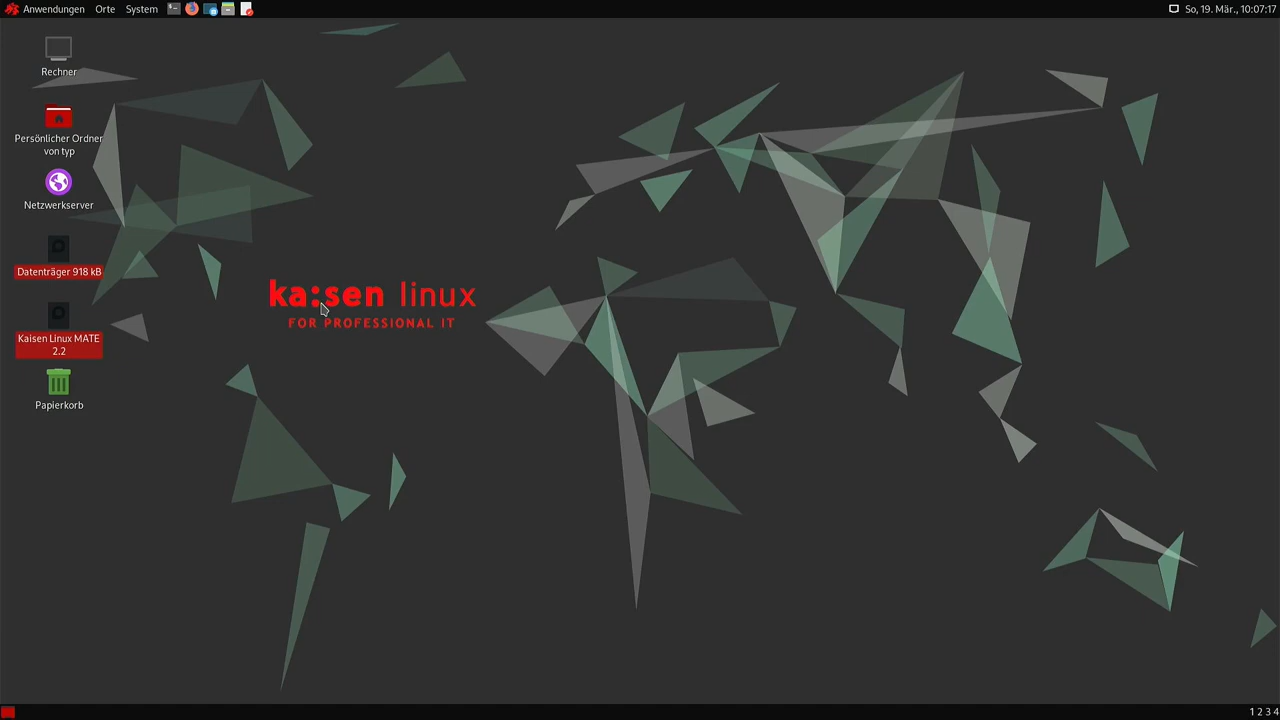 Anwendungen Orte System So, 19. Mär., 10:07:17
Rechner
Persönlicher Ordner
von typ
Netzwerkserver
Datenträger 918 kB
Kaisen Linux MATE
2.2
Papierkorb
ka:sen linux
FOR PROFESSIONAL IT
1 2 3 4